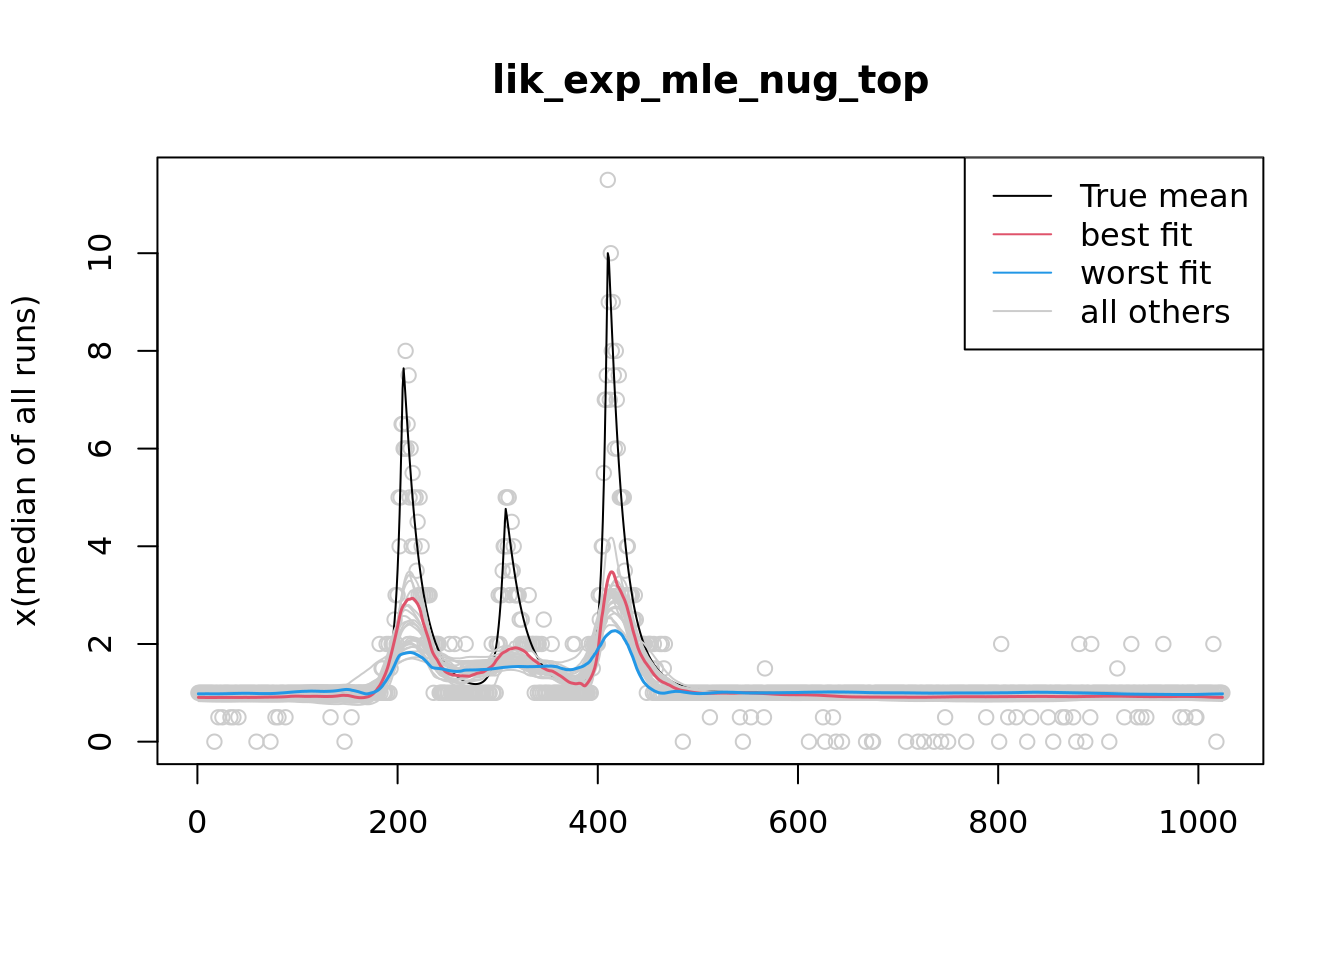 lik_exp_mle_nug_top
True mean
best fit
worst fit
all others
x(median of all runs)
10
8
6
4
2
0
0 200 400 600 800 1000